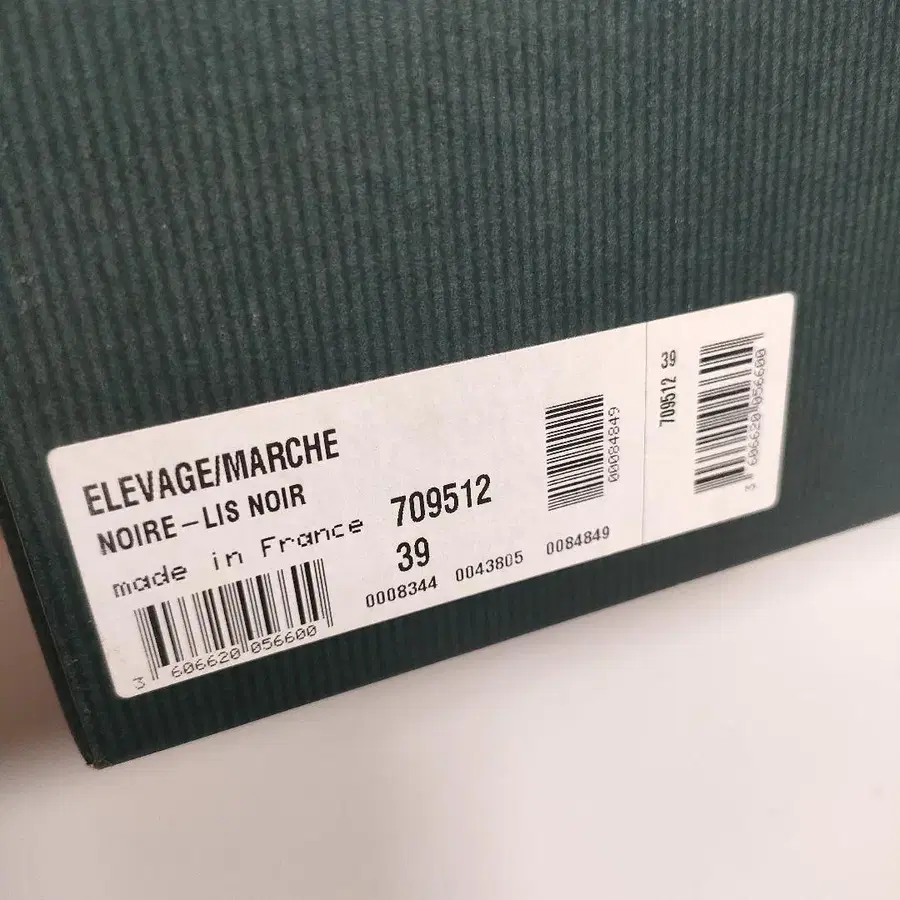 ELEVAGE/MARCHE
NOIRE – LIS NOIR
made in France
709512
39
0008344 0043805 0084849
3 606620 056600
00084849
709512 39
3 606620 056600